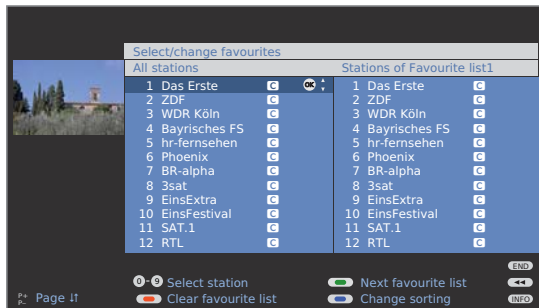 Select/change favourites
All stations Stations of Favourite list1
1 Das Erste C OK 1 Das Erste C
2 ZDF C 2 ZDF C
3 WDR Köln C 3 WDR Köln C
4 Bayrisches FS C 4 Bayrisches FS C
5 hr-fernsehen C 5 hr-fernsehen C
6 Phoenix C 6 Phoenix C
7 BR-alpha C 7 BR-alpha C
8 3sat C 8 3sat C
9 EinsExtra C 9 EinsExtra C
10 EinsFestival C 10 EinsFestival C
11 SAT.1 C 11 SAT.1 C
12 RTL C 12 RTL C
END
0-9 Select station Next favourite list
P+ P- Page Clear favourite list Change sorting INFO